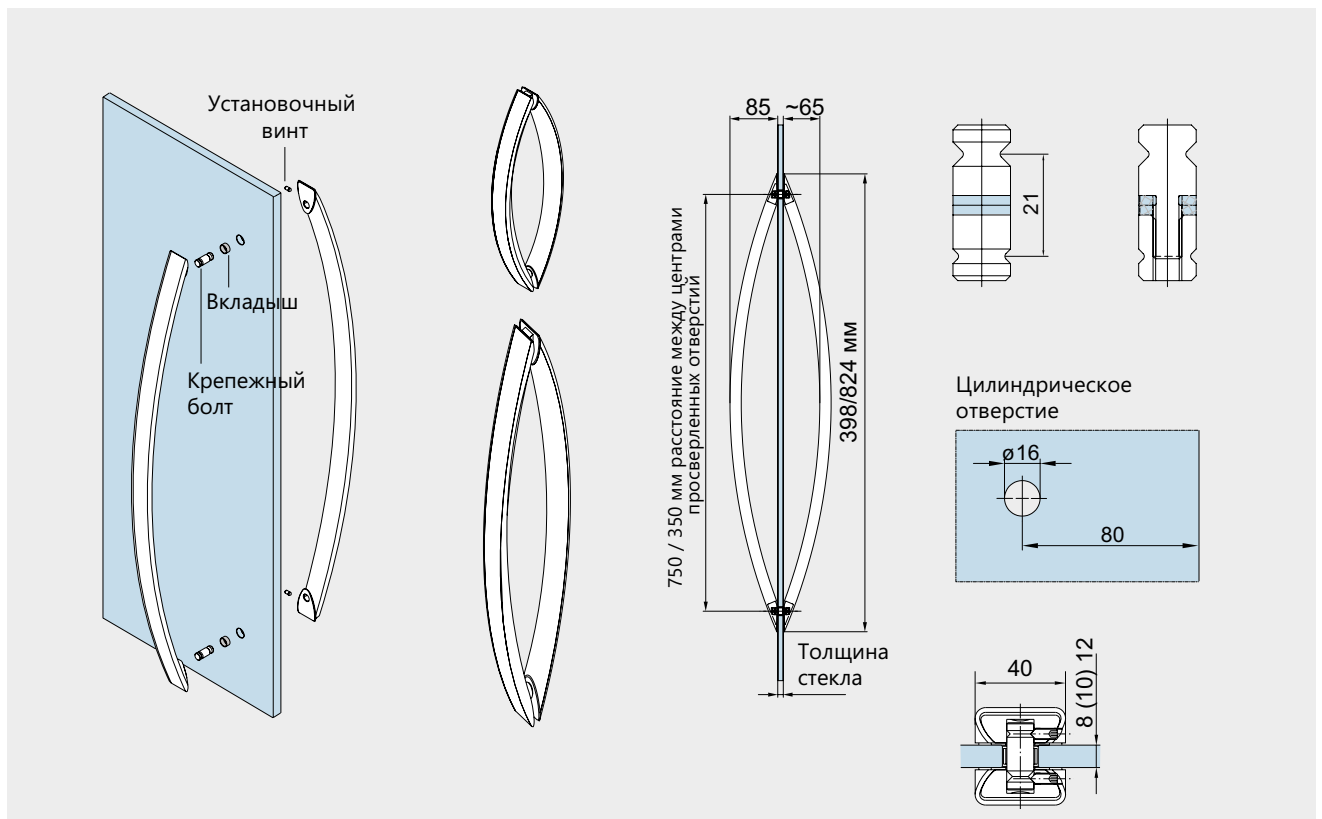 Установочный
винт
Вкладыш
Крепежный
болт
85 ~65
750 / 350 мм расстояние между центрами
просверленных отверстий
398/824 мм
Толщина
стекла
21
Цилиндрическое
отверстие
ø16
80
40
8 (10) 12